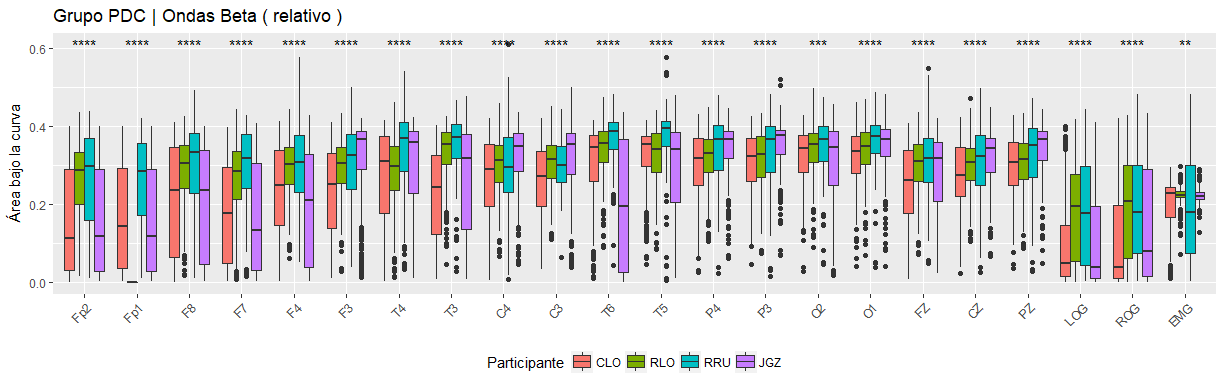 Grupo PDC | Ondas Beta ( relativo )
Área bajo la curva
0.6
0.4
0.2
0.0
**** **** **** **** **** **** **** **** **** **** **** **** **** **** **** **** **** **** **** **** **** **
Fp2 Fp1 F8 F7 F4 F3 T4 T3 C4 C3 T6 T5 P4 P3 O2 O1 FZ CZ PZ LOG ROG EMG
Participante CLO RLO RRU JGZ